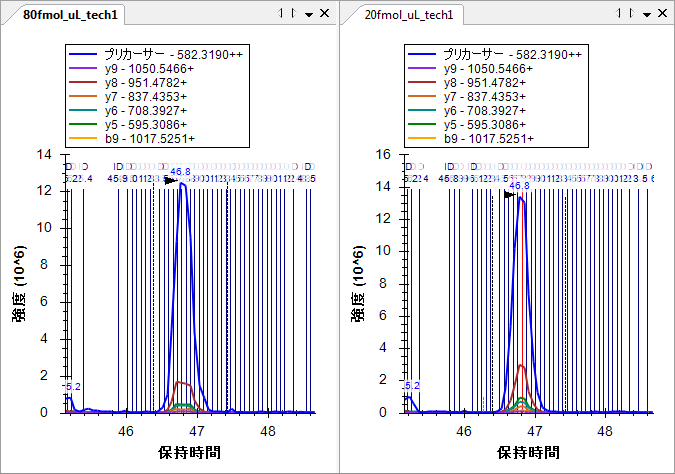 80fmol_uL_tech1
プリカーサー - 582.3190++
y9 - 1050.5466+
y8 - 951.4782+
y7 - 837.4353+
y6 - 708.3927+
y5 - 595.3086+
b9 - 1017.5251+
14
12
10
8
6
4
2
0
46.8
5.2
強度 (10^6)
46
47
48
保持時間
20fmol_uL_tech1
プリカーサー - 582.3190++
y9 - 1050.5466+
y8 - 951.4782+
y7 - 837.4353+
y6 - 708.3927+
y5 - 595.3086+
b9 - 1017.5251+
16
14
12
10
8
6
4
2
0
46.8
5.2
強度 (10^6)
46
47
48
保持時間